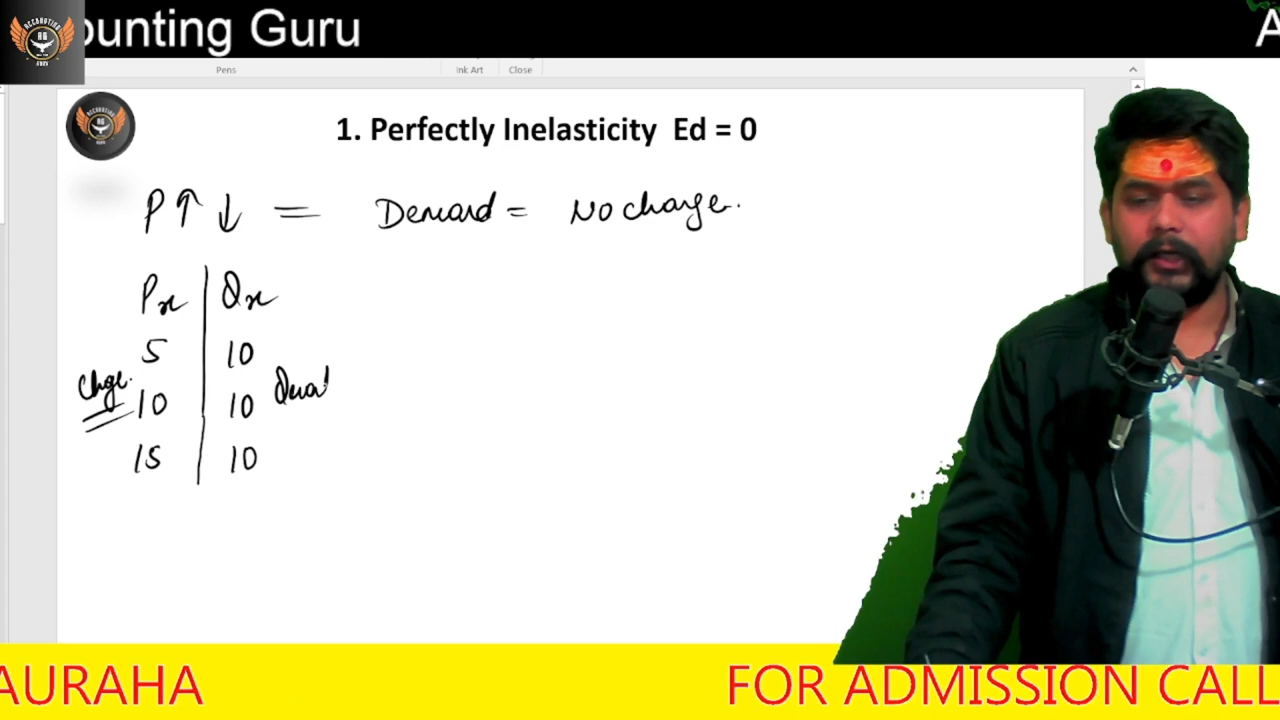 ounting Guru
A
Pens
Ink Art
Close
1. Perfectly Inelasticity Ed = 0
P↑ ↓ = Demand = No change.
Px | Qx
5 | 10
Chge.
10 | 10
15 | 10
AURAHA
FOR ADMISSION CALL